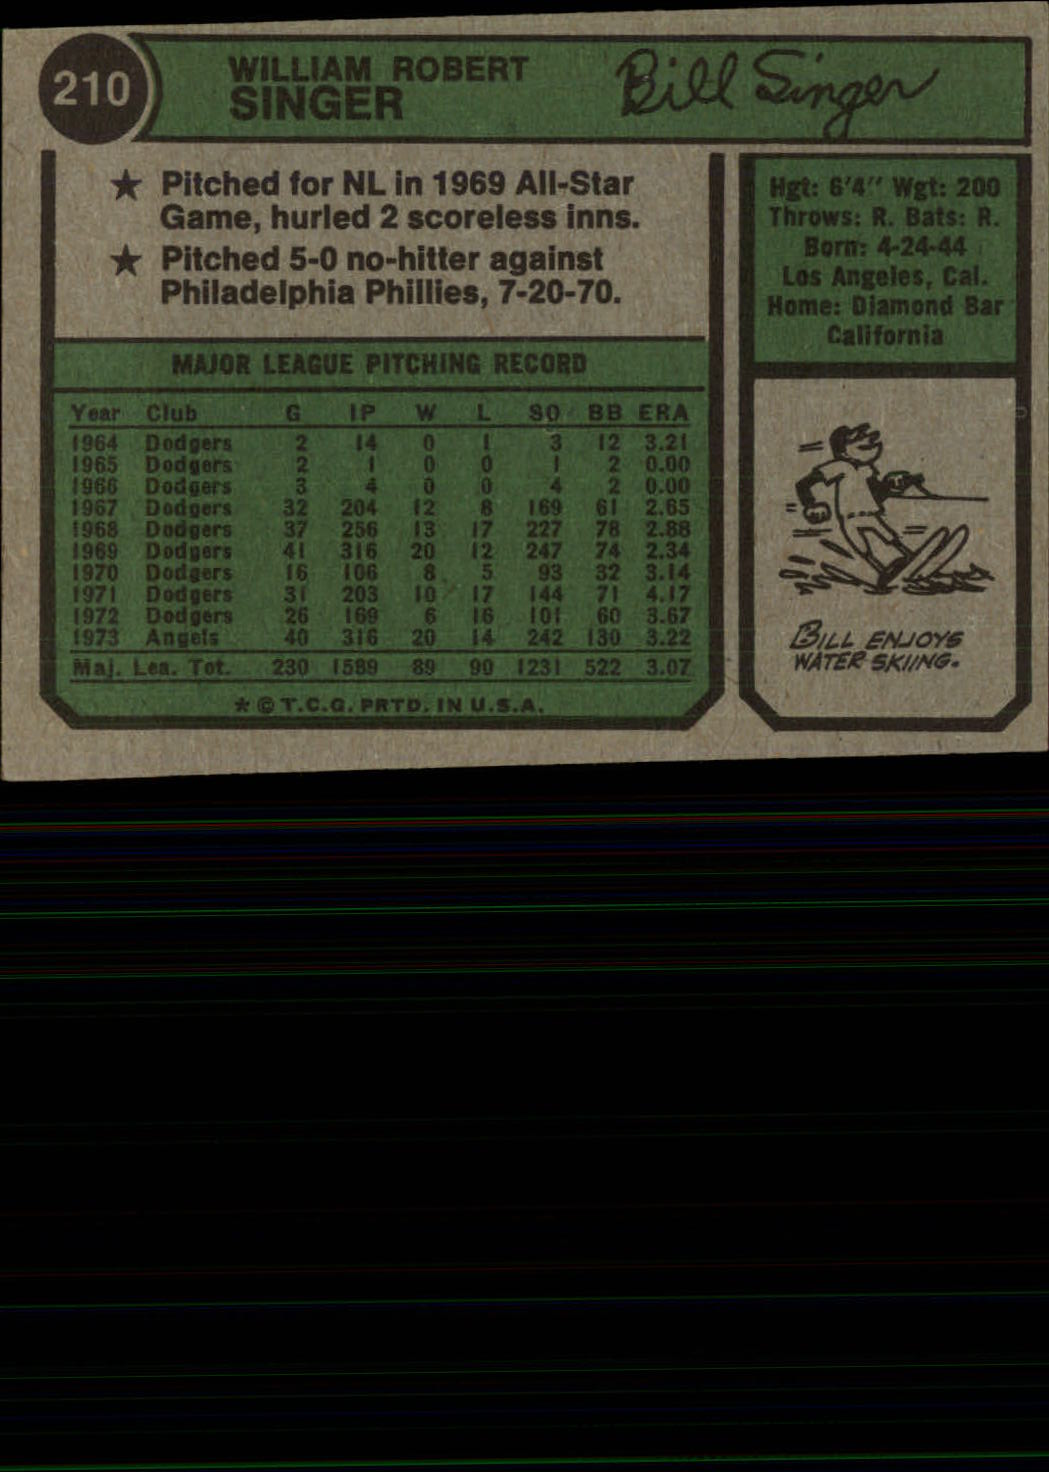 210
WILLIAM ROBERT
SINGER
Bill Singer
★ Pitched for NL in 1969 All-Star
Game, hurled 2 scoreless inns.
★ Pitched 5-0 no-hitter against
Philadelphia Phillies, 7-20-70.
Hgt: 6'4" Wgt: 200
Throws: R. Bats: R.
Born: 4-24-44
Los Angeles, Cal.
Home: Diamond Bar
California
MAJOR LEAGUE PITCHING RECORD
Year Club G IP W L SO BB ERA
1964 Dodgers 2 14 0 1 3 12 3.21
1965 Dodgers 2 1 0 0 1 2 0.00
1966 Dodgers 3 4 0 0 4 2 0.00
1967 Dodgers 32 204 12 8 169 61 2.65
1968 Dodgers 37 256 13 17 227 78 2.88
1969 Dodgers 41 316 20 12 247 74 2.34
1970 Dodgers 16 106 8 5 93 32 3.14
1971 Dodgers 31 203 10 17 144 71 4.17
1972 Dodgers 26 169 6 16 101 60 3.67
1973 Angels 40 316 20 14 242 130 3.22
Maj. Lea. Tot. 230 1589 89 90 1231 522 3.07
* © T.C.G. PRTD. IN U.S.A.
BILL ENJOYS
WATER SKIING.